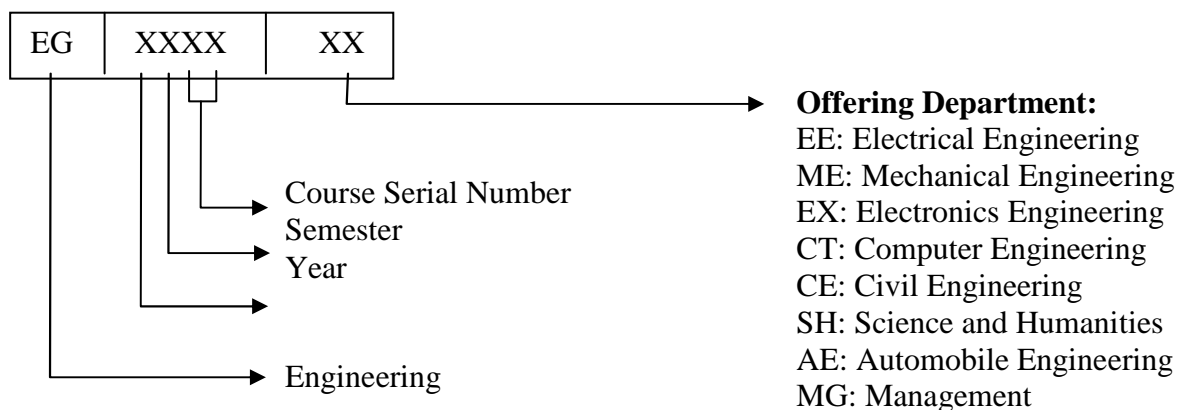 EG XXXX XX
Course Serial Number
Semester
Year
Engineering
Offering Department:
EE: Electrical Engineering
ME: Mechanical Engineering
EX: Electronics Engineering
CT: Computer Engineering
CE: Civil Engineering
SH: Science and Humanities
AE: Automobile Engineering
MG: Management